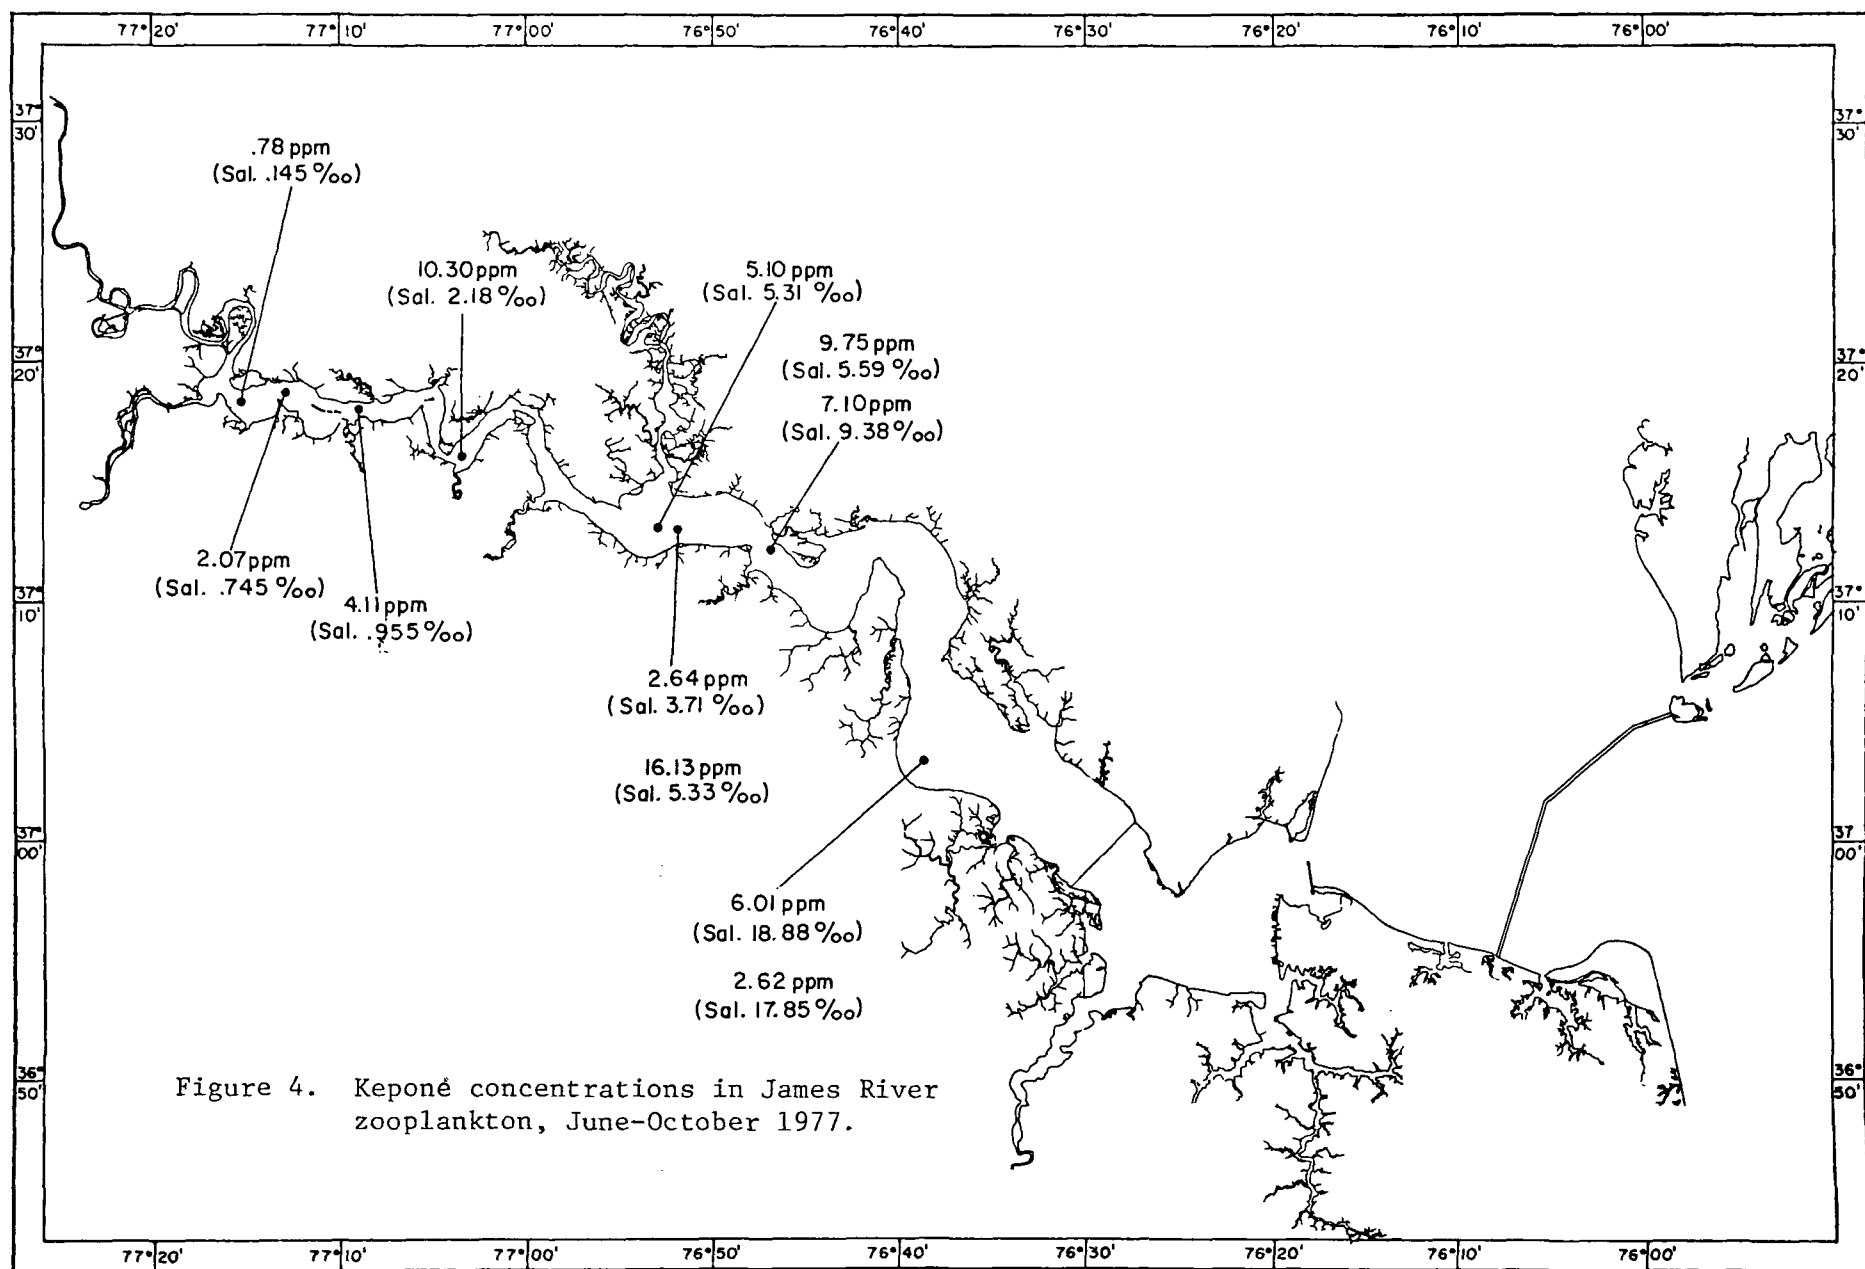 77°20' 77°10' 77°00' 76°50' 76°40' 76°30' 76°20' 76°10' 76°00'
37° 30'
37° 30'
.78 ppm
(Sal. .145 ‰)
10.30 ppm
(Sal. 2.18 ‰)
5.10 ppm
(Sal. 5.31 ‰)
9.75 ppm
(Sal. 5.59 ‰)
7.10 ppm
(Sal. 9.38 ‰)
37° 20'
37° 20'
2.07 ppm
(Sal. .745 ‰)
4.11 ppm
(Sal. .955 ‰)
37° 10'
37° 10'
2.64 ppm
(Sal. 3.71 ‰)
16.13 ppm
(Sal. 5.33 ‰)
37° 00'
37 00'
6.01 ppm
(Sal. 18.88 ‰)
2.62 ppm
(Sal. 17.85 ‰)
36° 50'
36° 50'
Figure 4. Keponé concentrations in James River
zooplankton, June-October 1977.
77°20' 77°10' 77°00' 76°50' 76°40' 76°30' 76°20' 76°10' 76°00'